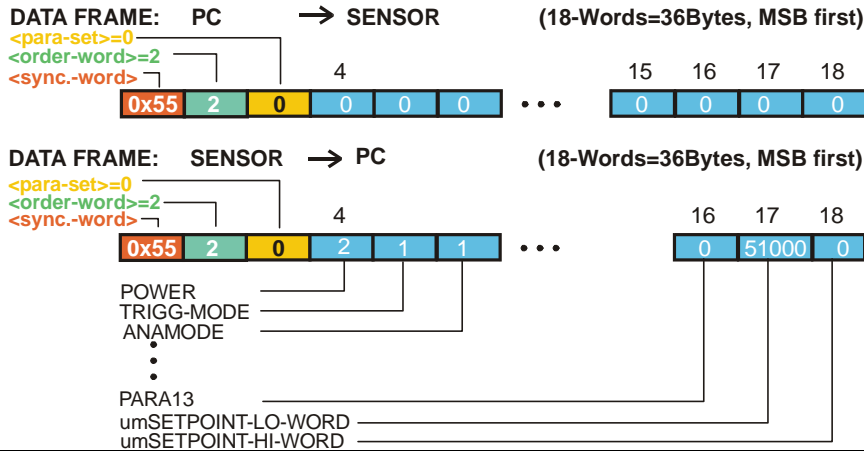 DATA FRAME: PC → SENSOR (18-Words=36Bytes, MSB first)
<para-set>=0
<order-word>=2
<sync.-word>
4 15 16 17 18
0x55 2 0 0 0 0 • • • 0 0 0 0
DATA FRAME: SENSOR → PC (18-Words=36Bytes, MSB first)
<para-set>=0
<order-word>=2
<sync.-word>
4 16 17 18
0x55 2 0 2 1 1 • • • 0 51000 0
POWER
TRIGG-MODE
ANAMODE
•
•
•
PARA13
umSETPOINT-LO-WORD
umSETPOINT-HI-WORD